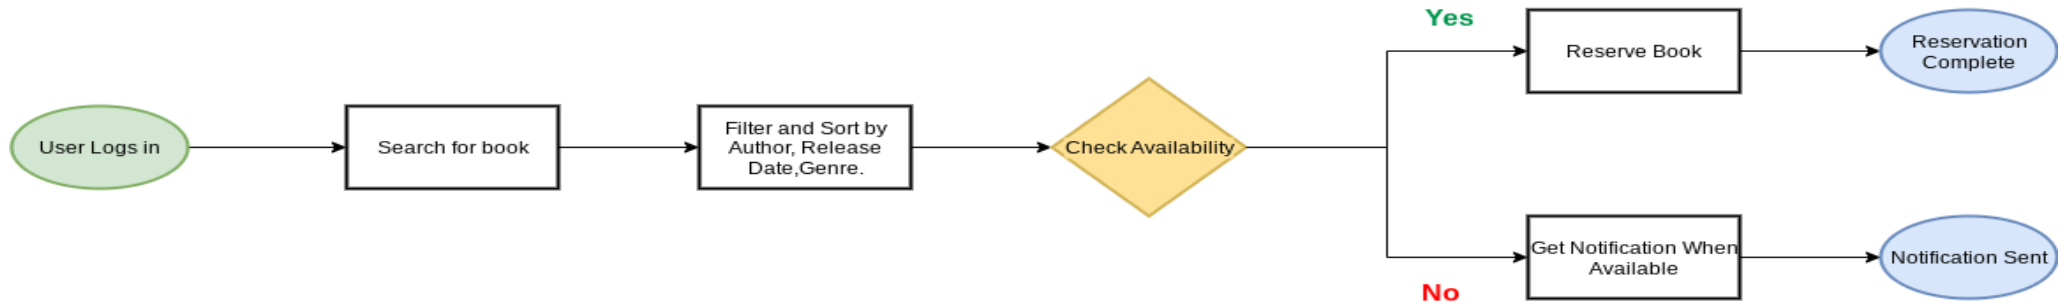 User Logs in
Search for book
Filter and Sort by
Author, Release
Date,Genre.
Check Availability
Yes
Reserve Book
Reservation
Complete
No
Get Notification When
Available
Notification Sent